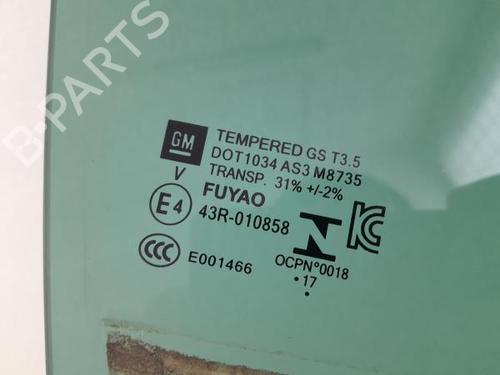 GM
TEMPERED GS T3.5
DOT1034 AS3 M8735
TRANSP. 31% +/-2%
V
FUYAO
E4
43R-010858
CCC
E001466
OCPN°0018
•17•
B-Parts